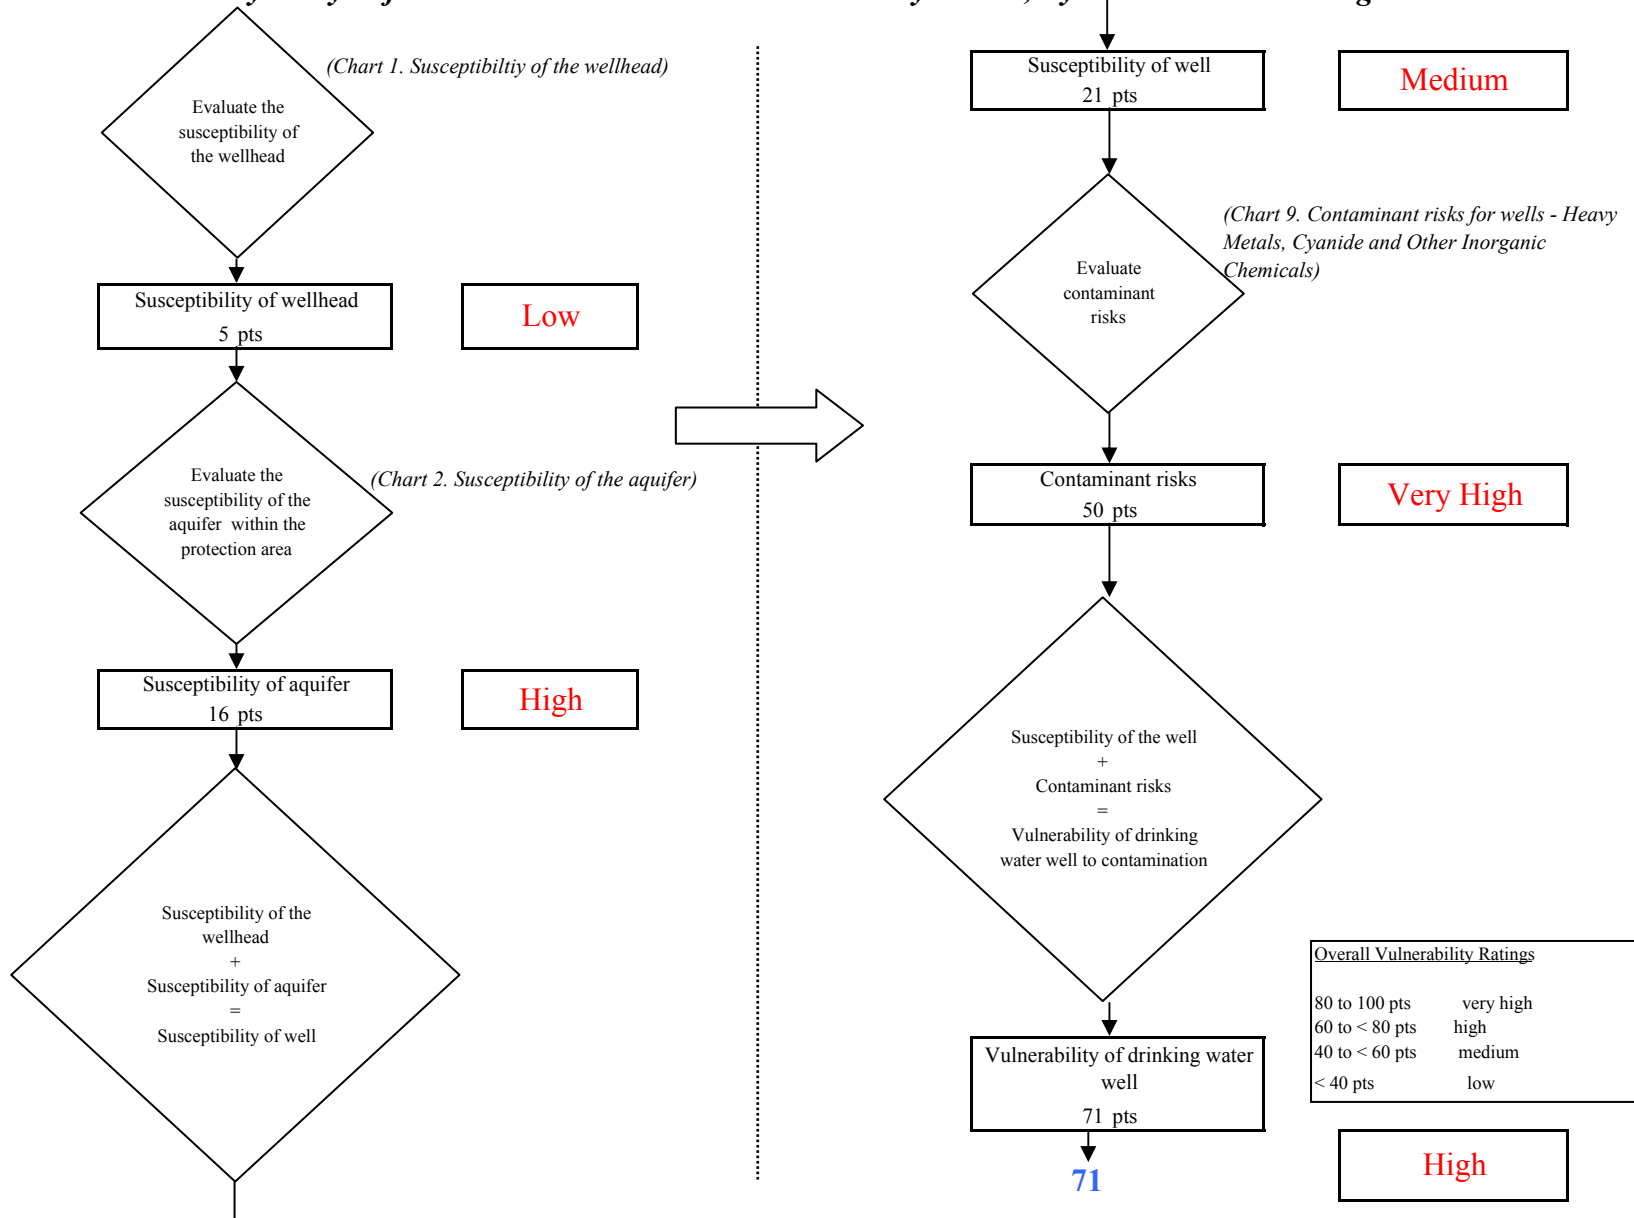 (Chart 1. Susceptibiltiy of the wellhead)
Evaluate the
susceptibility of
the wellhead
Susceptibility of wellhead
5 pts
Low
(Chart 2. Susceptibility of the aquifer)
Evaluate the
susceptibility of the
aquifer within the
protection area
Susceptibility of aquifer
16 pts
High
Susceptibility of the
wellhead
+
Susceptibility of aquifer
=
Susceptibility of well
Susceptibility of well
21 pts
Medium
(Chart 9. Contaminant risks for wells - Heavy
Metals, Cyanide and Other Inorganic
Chemicals)
Evaluate
contaminant
risks
Contaminant risks
50 pts
Very High
Susceptibility of the well
+
Contaminant risks
=
Vulnerability of drinking
water well to contamination
Overall Vulnerability Ratings
80 to 100 pts very high
60 to < 80 pts high
40 to < 60 pts medium
< 40 pts low
Vulnerability of drinking water
well
71 pts
71
High